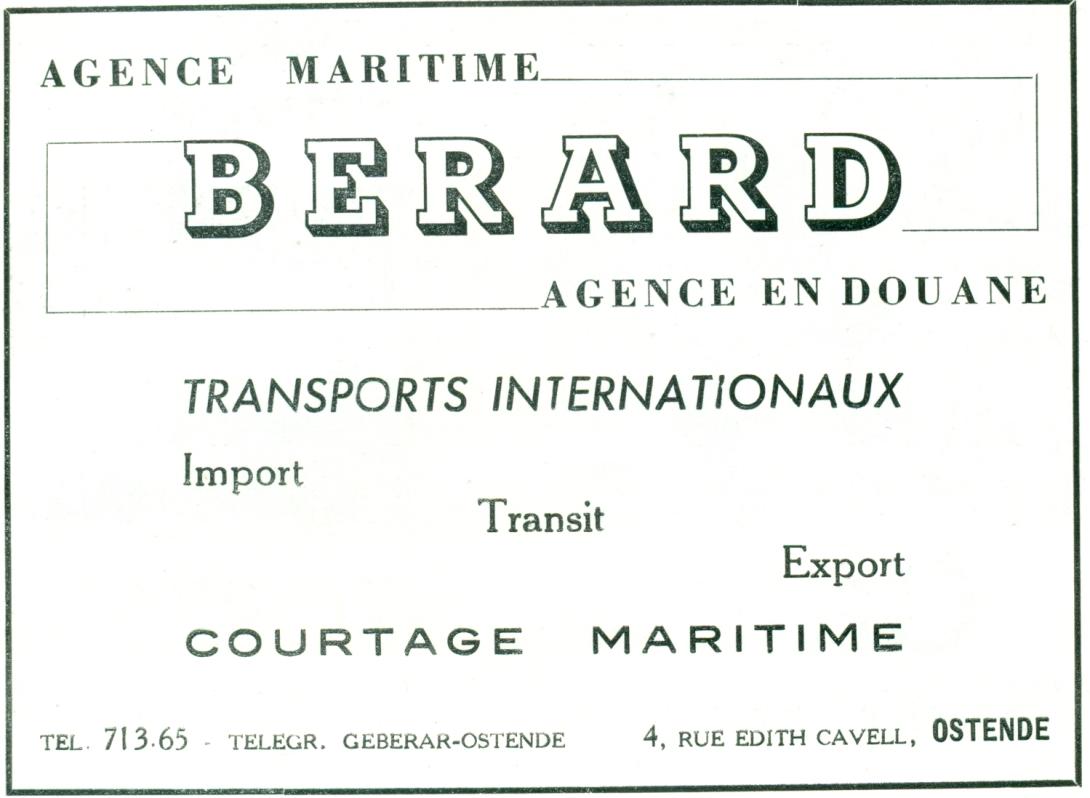 AGENCE MARITIME
BERARD
AGENCE EN DOUANE
TRANSPORTS INTERNATIONAUX
Import
Transit
Export
COURTAGE MARITIME
TEL. 713.65 - TELEGR. GEBERAR-OSTENDE 4, RUE EDITH CAVELL, OSTENDE